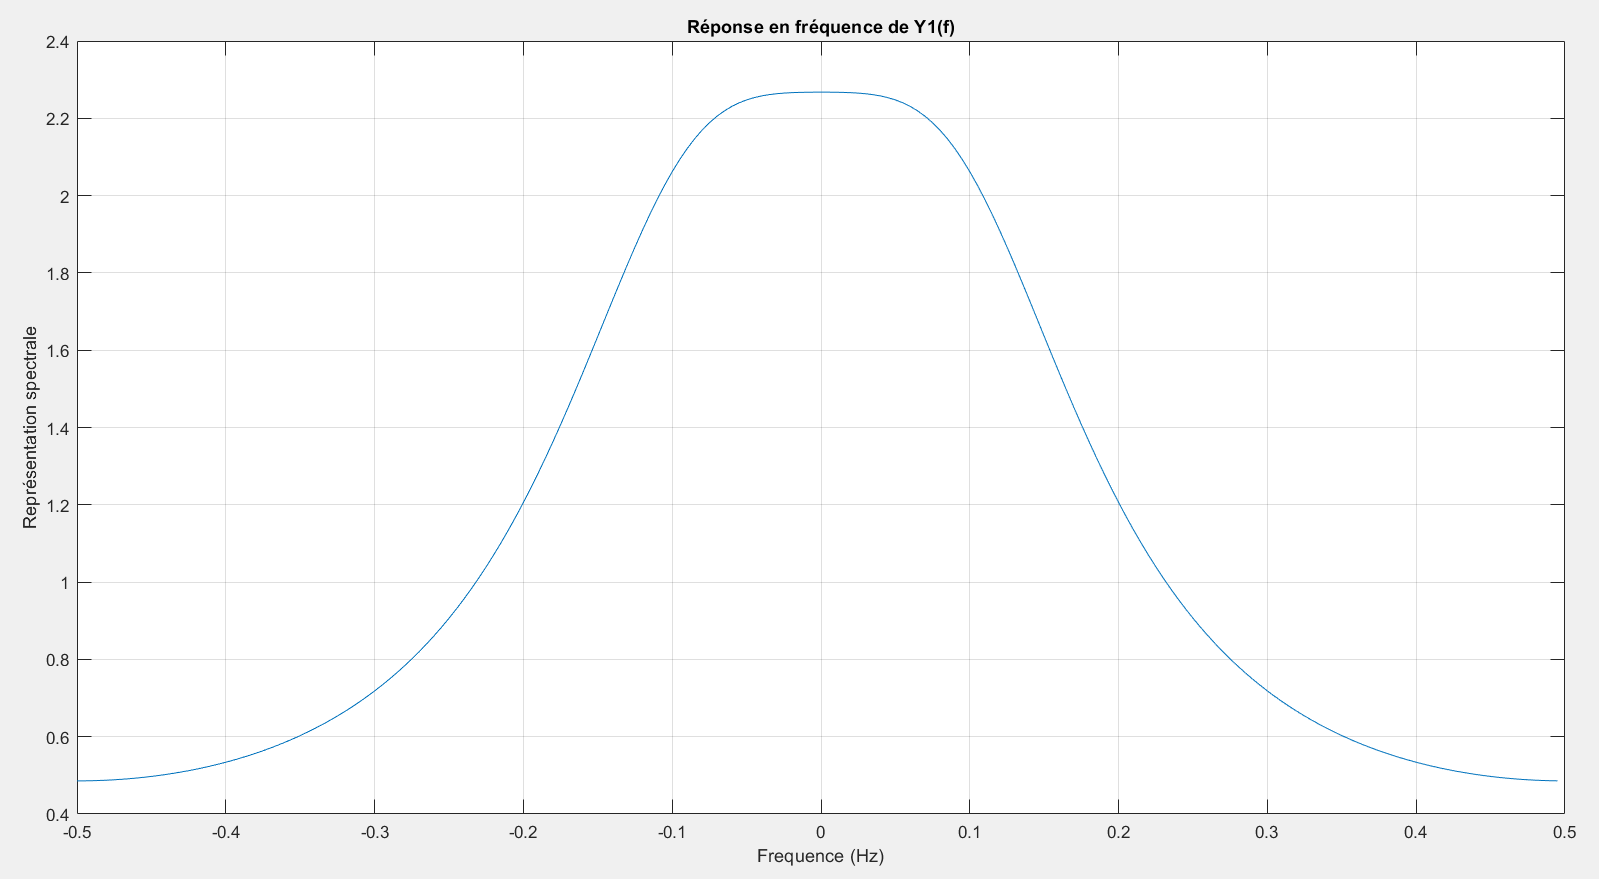 Réponse en fréquence de Y1(f)
2.4
2.2
2
1.8
1.6
1.4
1.2
1
0.8
0.6
0.4
Représentation spectrale
-0.5 -0.4 -0.3 -0.2 -0.1 0 0.1 0.2 0.3 0.4 0.5
Frequence (Hz)